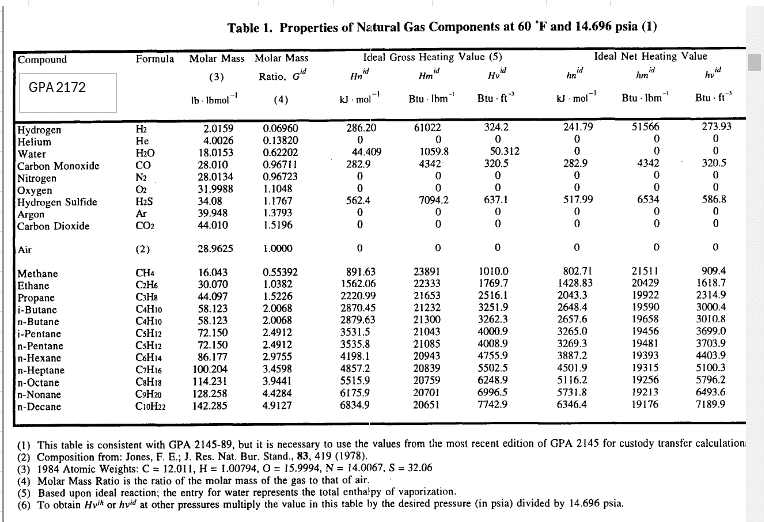 Table 1. Properties of Natural Gas Components at 60 °F and 14.696 psia (1)
Compound Formula Molar Mass Molar Mass Ideal Gross Heating Value (5) Ideal Net Heating Value
(3) Ratio, G^id Hn^id Hm^id Hv^id hn^id hm^id hv^id
GPA 2172
lb · lbmol⁻¹ (4) kJ · mol⁻¹ Btu · lbm⁻¹ Btu · ft⁻³ kJ · mol⁻¹ Btu · lbm⁻¹ Btu · ft⁻³
Hydrogen H2 2.0159 0.06960 286.20 61022 324.2 241.79 51566 273.93
Helium He 4.0026 0.13820 0 0 0 0 0 0
Water H2O 18.0153 0.62202 44.409 1059.8 50.312 0 0 0
Carbon Monoxide CO 28.010 0.96711 282.9 4342 320.5 282.9 4342 320.5
Nitrogen N2 28.0134 0.96723 0 0 0 0 0 0
Oxygen O2 31.9988 1.1048 0 0 0 0 0 0
Hydrogen Sulfide H2S 34.08 1.1767 562.4 7094.2 637.1 517.99 6534 586.8
Argon Ar 39.948 1.3793 0 0 0 0 0 0
Carbon Dioxide CO2 44.010 1.5196 0 0 0 0 0 0
Air (2) 28.9625 1.0000 0 0 0 0 0 0
Methane CH4 16.043 0.55392 891.63 23891 1010.0 802.71 21511 909.4
Ethane C2H6 30.070 1.0382 1562.06 22333 1769.7 1428.83 20429 1618.7
Propane C3H8 44.097 1.5226 2220.99 21653 2516.1 2043.3 19922 2314.9
i-Butane C4H10 58.123 2.0068 2870.45 21232 3251.9 2648.4 19590 3000.4
n-Butane C4H10 58.123 2.0068 2879.63 21300 3262.3 2657.6 19658 3010.8
i-Pentane C5H12 72.150 2.4912 3531.5 21043 4000.9 3265.0 19456 3699.0
n-Pentane C5H12 72.150 2.4912 3535.8 21085 4008.9 3269.3 19481 3703.9
n-Hexane C6H14 86.177 2.9755 4198.1 20943 4755.9 3887.2 19393 4403.9
n-Heptane C7H16 100.204 3.4598 4857.2 20839 5502.5 4501.9 19315 5100.3
n-Octane C8H18 114.231 3.9441 5515.9 20759 6248.9 5116.2 19256 5796.2
n-Nonane C9H20 128.258 4.4284 6175.9 20701 6996.5 5731.8 19213 6493.6
n-Decane C10H22 142.285 4.9127 6834.9 20651 7742.9 6346.4 19176 7189.9
(1) This table is consistent with GPA 2145-89, but it is necessary to use the values from the most recent edition of GPA 2145 for custody transfer calculation
(2) Composition from: Jones, F. E.; J. Res. Nat. Bur. Stand., 83, 419 (1978).
(3) 1984 Atomic Weights: C = 12.011, H = 1.00794, O = 15.9994, N = 14.0067, S = 32.06
(4) Molar Mass Ratio is the ratio of the molar mass of the gas to that of air.
(5) Based upon ideal reaction; the entry for water represents the total enthalpy of vaporization.
(6) To obtain Hv^ih or hv^id at other pressures multiply the value in this table by the desired pressure (in psia) divided by 14.696 psia.